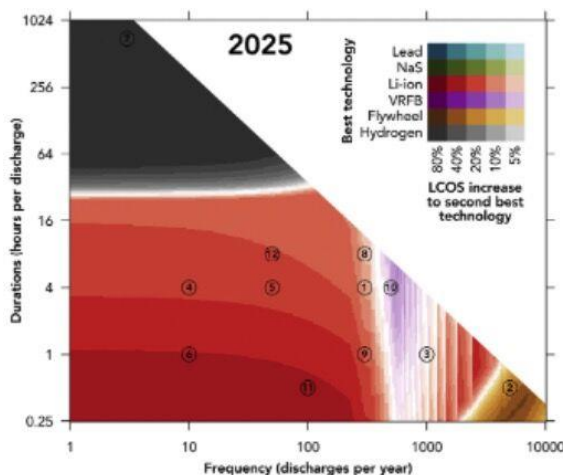 2025
Best technology
Lead
NaS
Li-ion
VRFB
Flywheel
Hydrogen
80%
40%
20%
10%
5%
LCOS increase
to second best
technology
Durations (hours per discharge)
1024
256
64
16
4
1
0.25
7
12
8
4
5
1
10
6
9
3
11
2
1
10
100
1000
10000
Frequency (discharges per year)